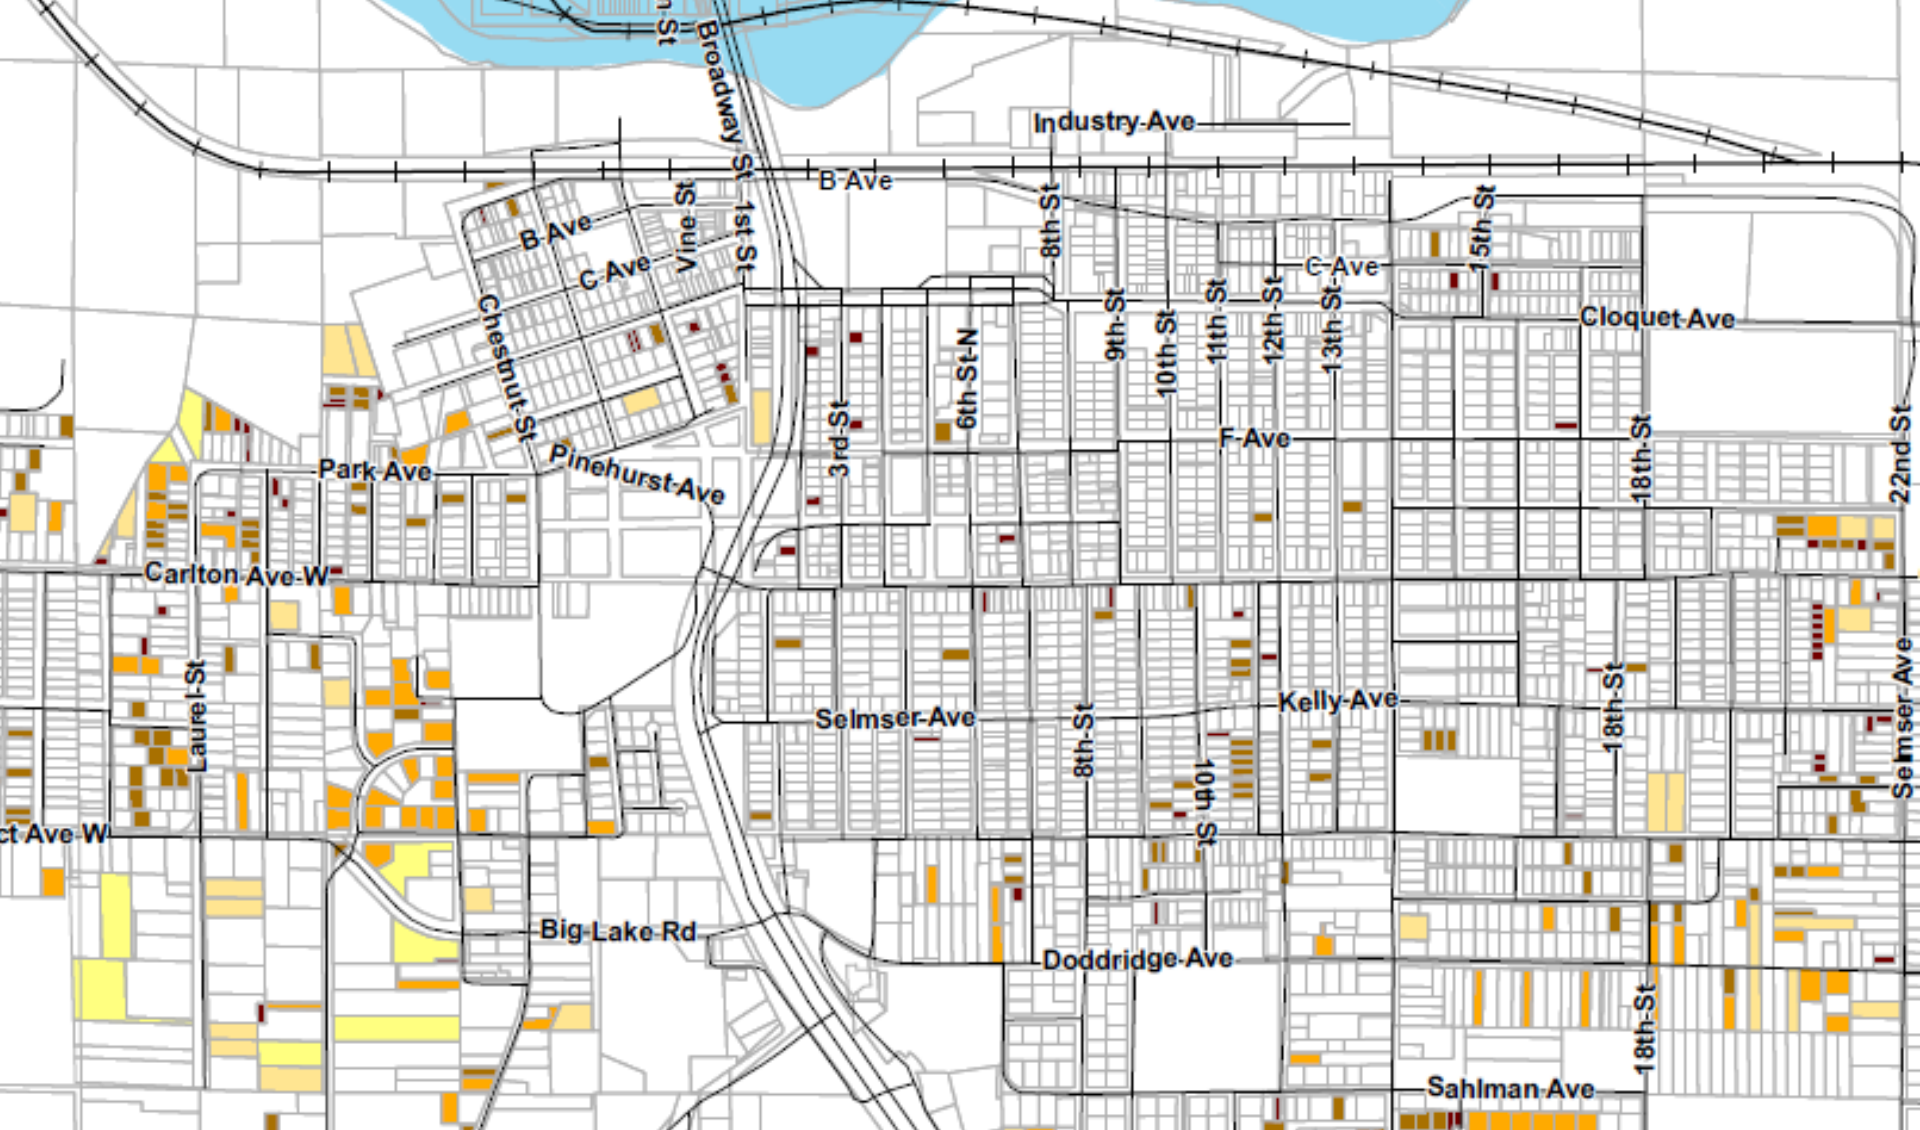 n-St
Broadway St
Industry Ave
B Ave
B Ave
Vine St
1st St
8th-St
15th-St
C Ave
C Ave
Chestnut-St
9th-St
10th-St
11th-St
12th-St
13th-St
Cloquet Ave
6th-St-N
3rd-St
F-Ave
18th-St
22nd-St
Park Ave
Pinehurst Ave
Carlton Ave W
Laurel-St
Selmser-Ave
8th-St
Kelly-Ave
18th-St
Selmser Ave
10th St
ct Ave W
Big Lake Rd
Doddridge Ave
18th-St
Sahlman Ave